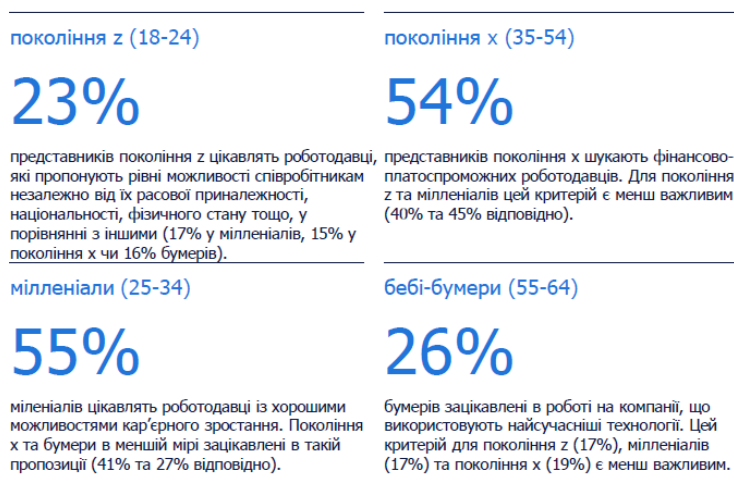 покоління z (18-24)
23%
представників покоління z цікавлять роботодавці,
які пропонують рівні можливості співробітникам
незалежно від їх расової приналежності,
національності, фізичного стану тощо, у
порівнянні з іншими (17% у мілленіалів, 15% у
покоління x чи 16% бумерів).
покоління x (35-54)
54%
представників покоління x шукають фінансово-
платоспроможних роботодавців. Для покоління
z та мілленіалів цей критерій є менш важливим
(40% та 45% відповідно).
мілленіали (25-34)
55%
міленіалів цікавлять роботодавці із хорошими
можливостями кар’єрного зростання. Покоління
x та бумери в меншій мірі зацікавлені в такій
пропозиції (41% та 27% відповідно).
бебі-бумери (55-64)
26%
бумерів зацікавлені в роботі на компанії, що
використовують найсучасніші технології. Цей
критерій для покоління z (17%), мілленіалів
(17%) та покоління x (19%) є менш важливим.